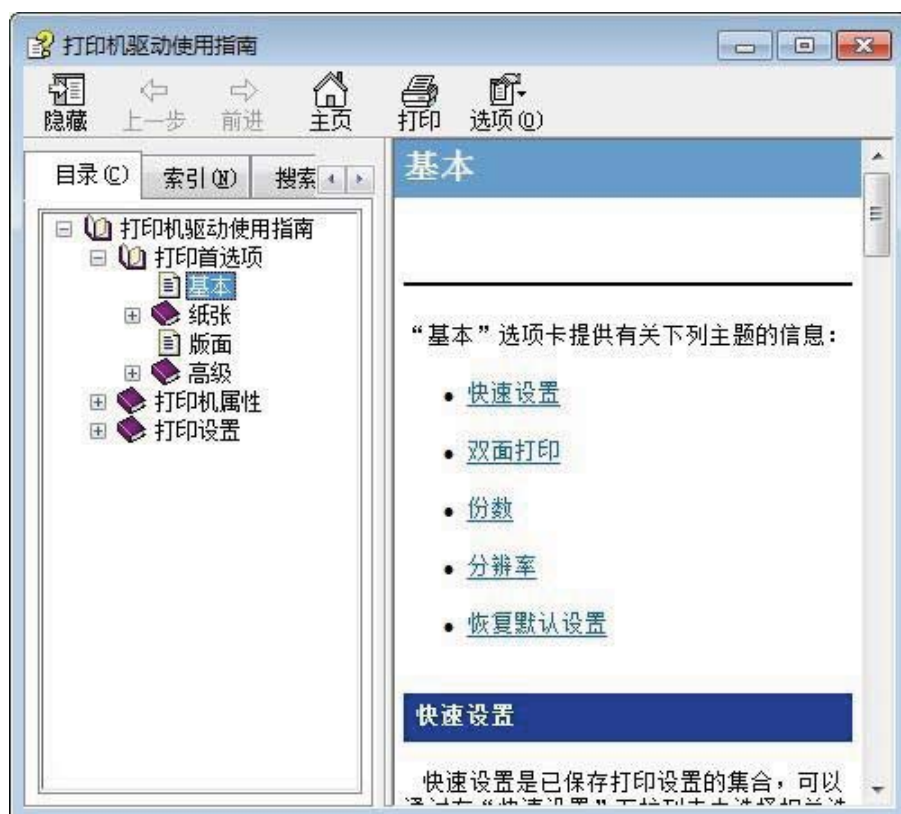 打印机驱动使用指南
隐藏 上一步 前进 主页 打印 选项(O)
目录(C) 索引(N) 搜索
打印机驱动使用指南
打印首选项
基本
纸张
版面
高级
打印机属性
打印设置
基本
“基本”选项卡提供有关下列主题的信息：
• 快速设置
• 双面打印
• 份数
• 分辨率
• 恢复默认设置
快速设置
快速设置是已保存打印设置的集合，可以